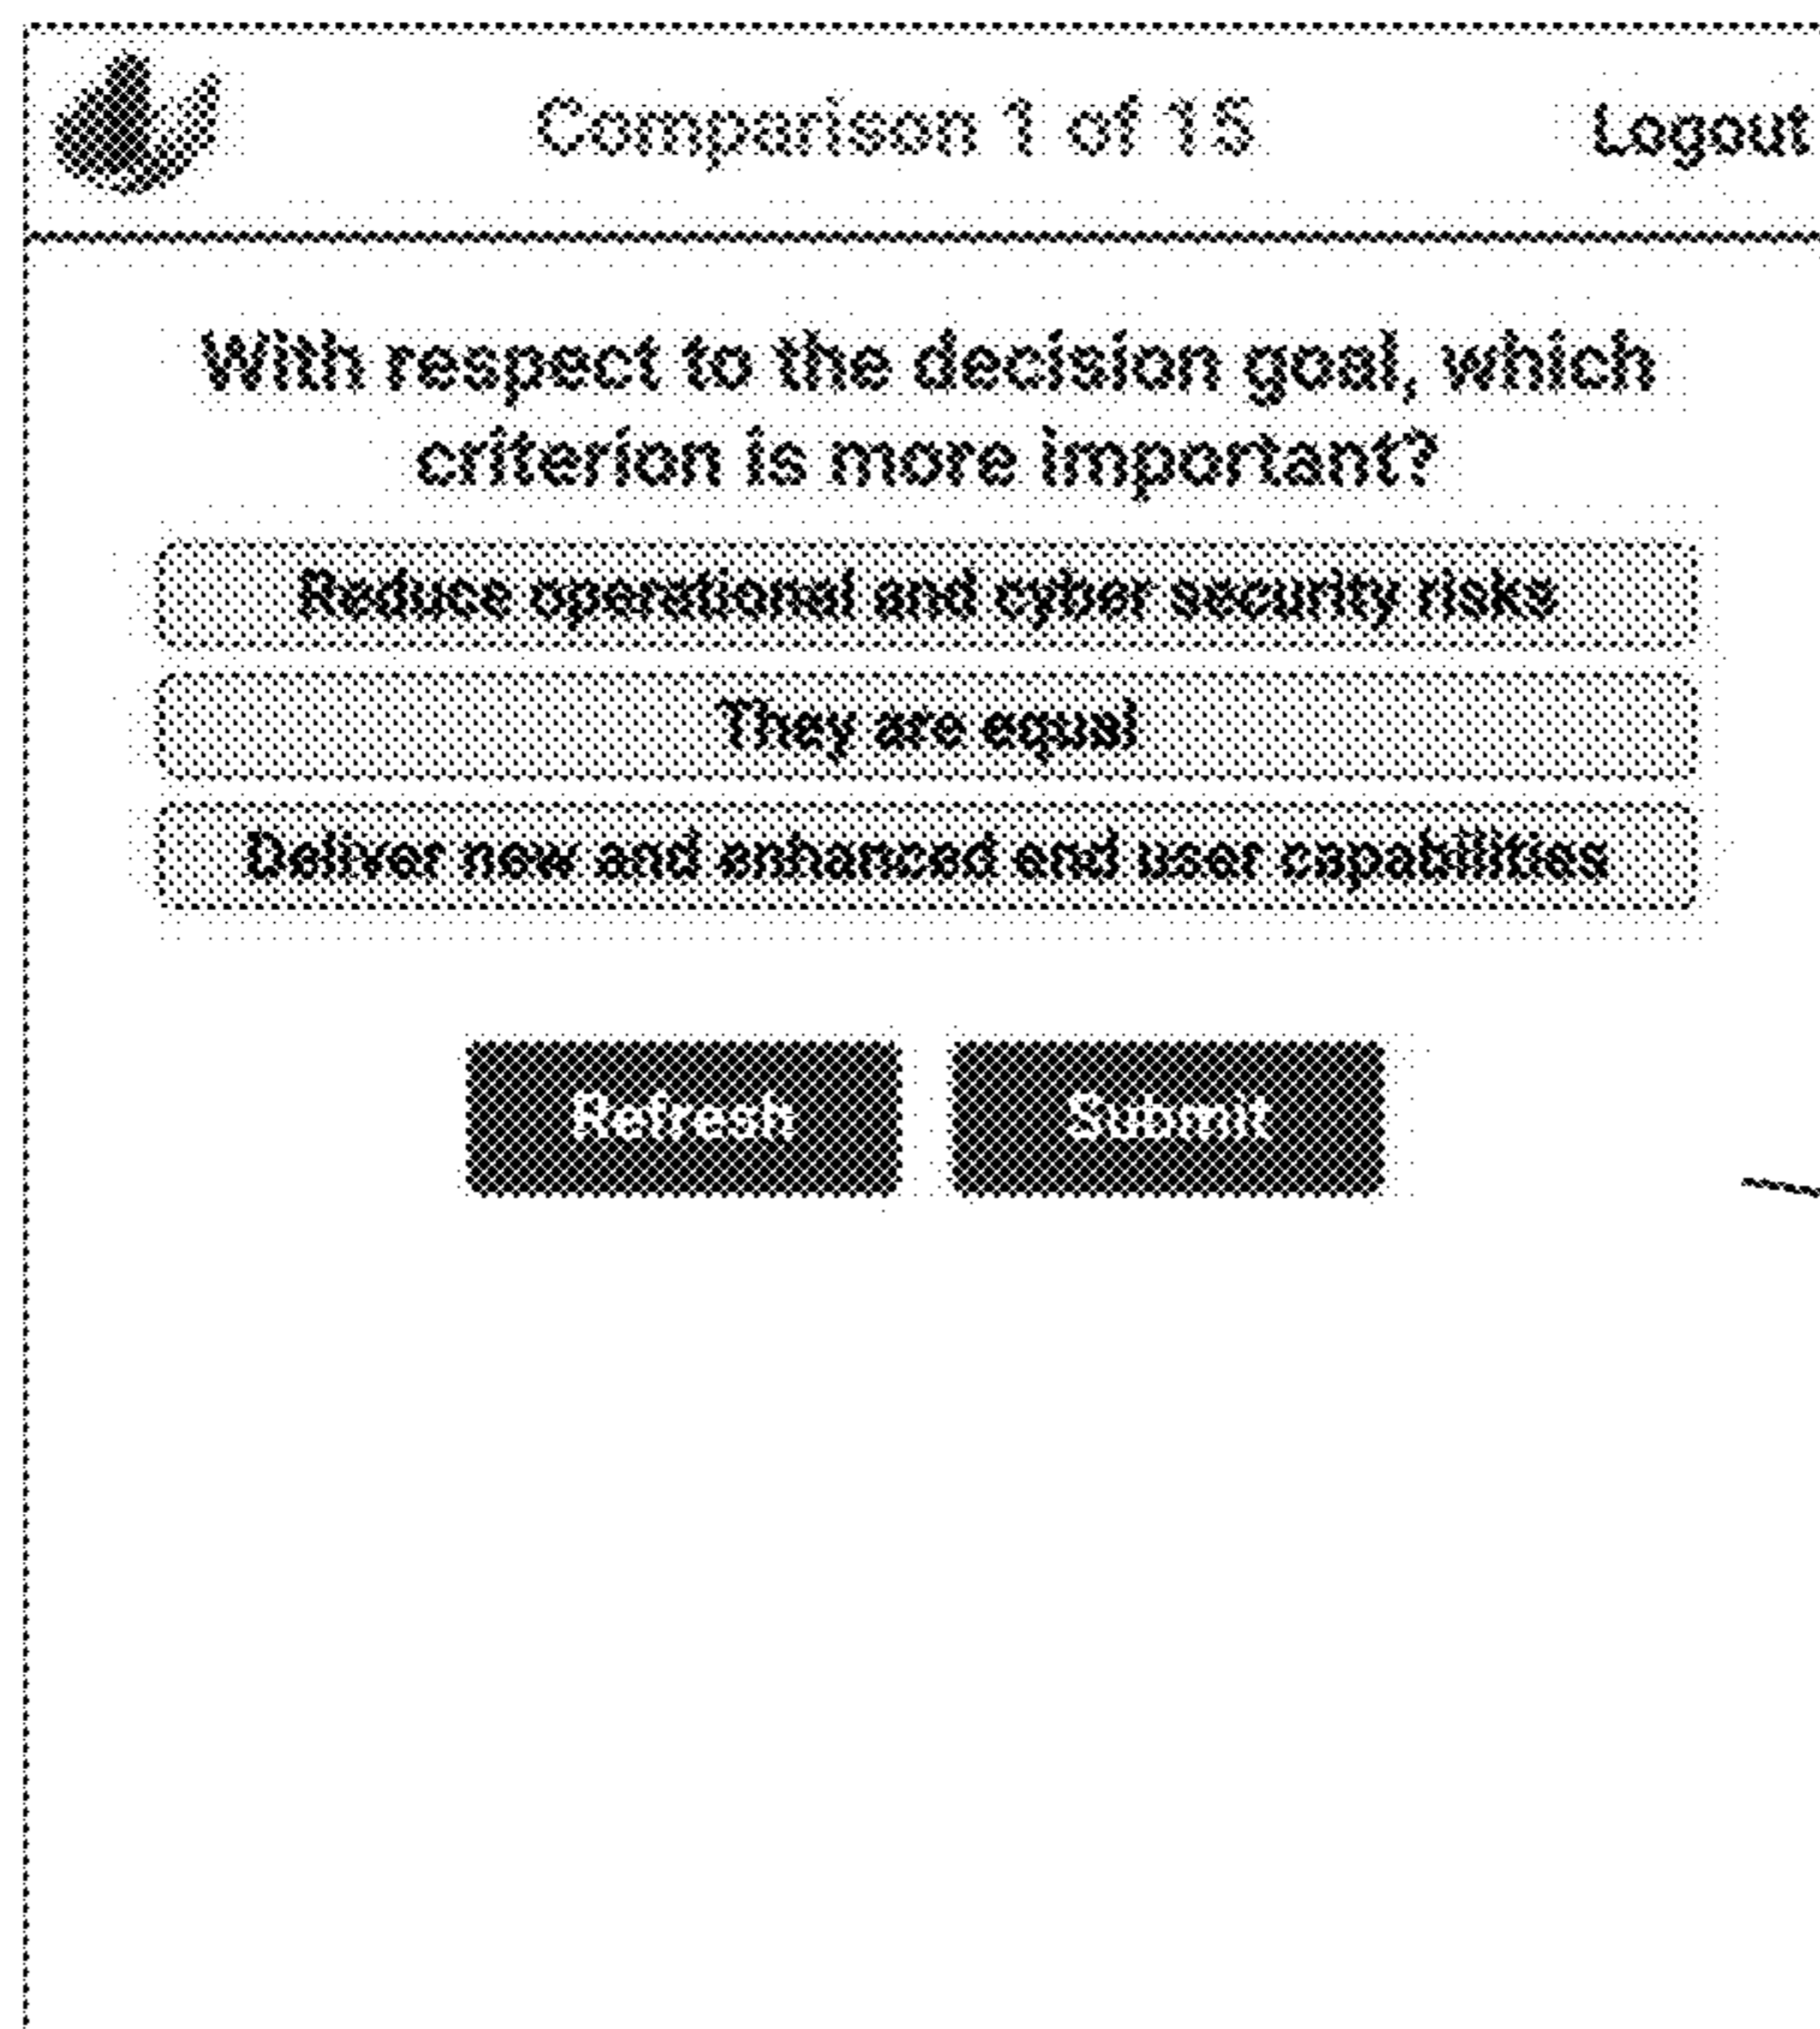 Comparison 1 of 15
Logout
With respect to the decision goal, which
criterion is more important?
Reduce operational and cyber security risks
They are equal
Deliver new and enhanced end user capabilities
Refresh
Submit